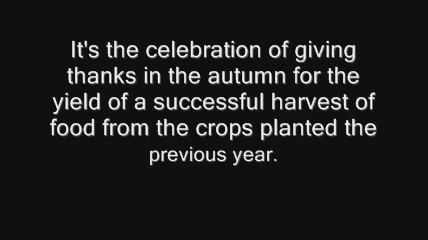 It's the celebration of giving
thanks in the autumn for the
yield of a successful harvest of
food from the crops planted the
previous year.